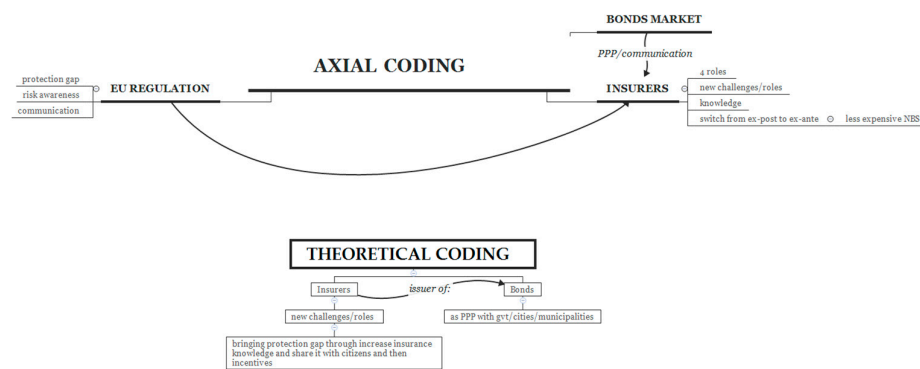 BONDS MARKET
PPP/communication
AXIAL CODING
protection gap
risk awareness
communication
EU REGULATION
INSURERS
4 roles
new challenges/roles
knowledge
switch from ex-post to ex-ante
less expensive NBS
THEORETICAL CODING
Insurers
issuer of:
Bonds
new challenges/roles
as PPP with gvt/cities/municipalities
bringing protection gap through increase insurance
knowledge and share it with citizens and then
incentives